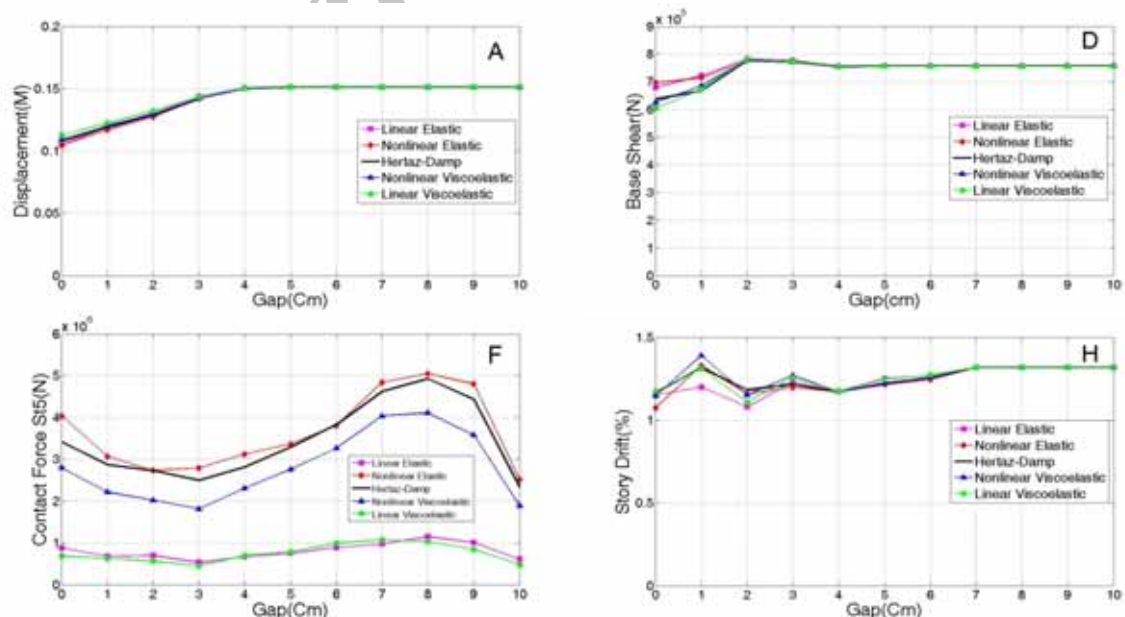 A
Displacement(M)
0.2
0.15
0.1
0.05
0
Linear Elastic
Nonlinear Elastic
Hertaz-Damp
Nonlinear Viscoelastic
Linear Viscoelastic
0 1 2 3 4 5 6 7 8 9 10
Gap(Cm)
D
Base Shear(N)
9
8
7
6
5
4
3
2
1
0
Linear Elastic
Nonlinear Elastic
Hertaz-Damp
Nonlinear Viscoelastic
Linear Viscoelastic
0 1 2 3 4 5 6 7 8 9 10
Gap(cm)
F
Contact Force St5(N)
6
5
4
3
2
1
0
Linear Elastic
Nonlinear Elastic
Hertaz-Damp
Nonlinear Viscoelastic
Linear Viscoelastic
0 1 2 3 4 5 6 7 8 9 10
Gap(Cm)
H
Story Drift(%)
1.5
1
0.5
0
Linear Elastic
Nonlinear Elastic
Hertaz-Damp
Nonlinear Viscoelastic
Linear Viscoelastic
0 1 2 3 4 5 6 7 8 9 10
Gap(Cm)